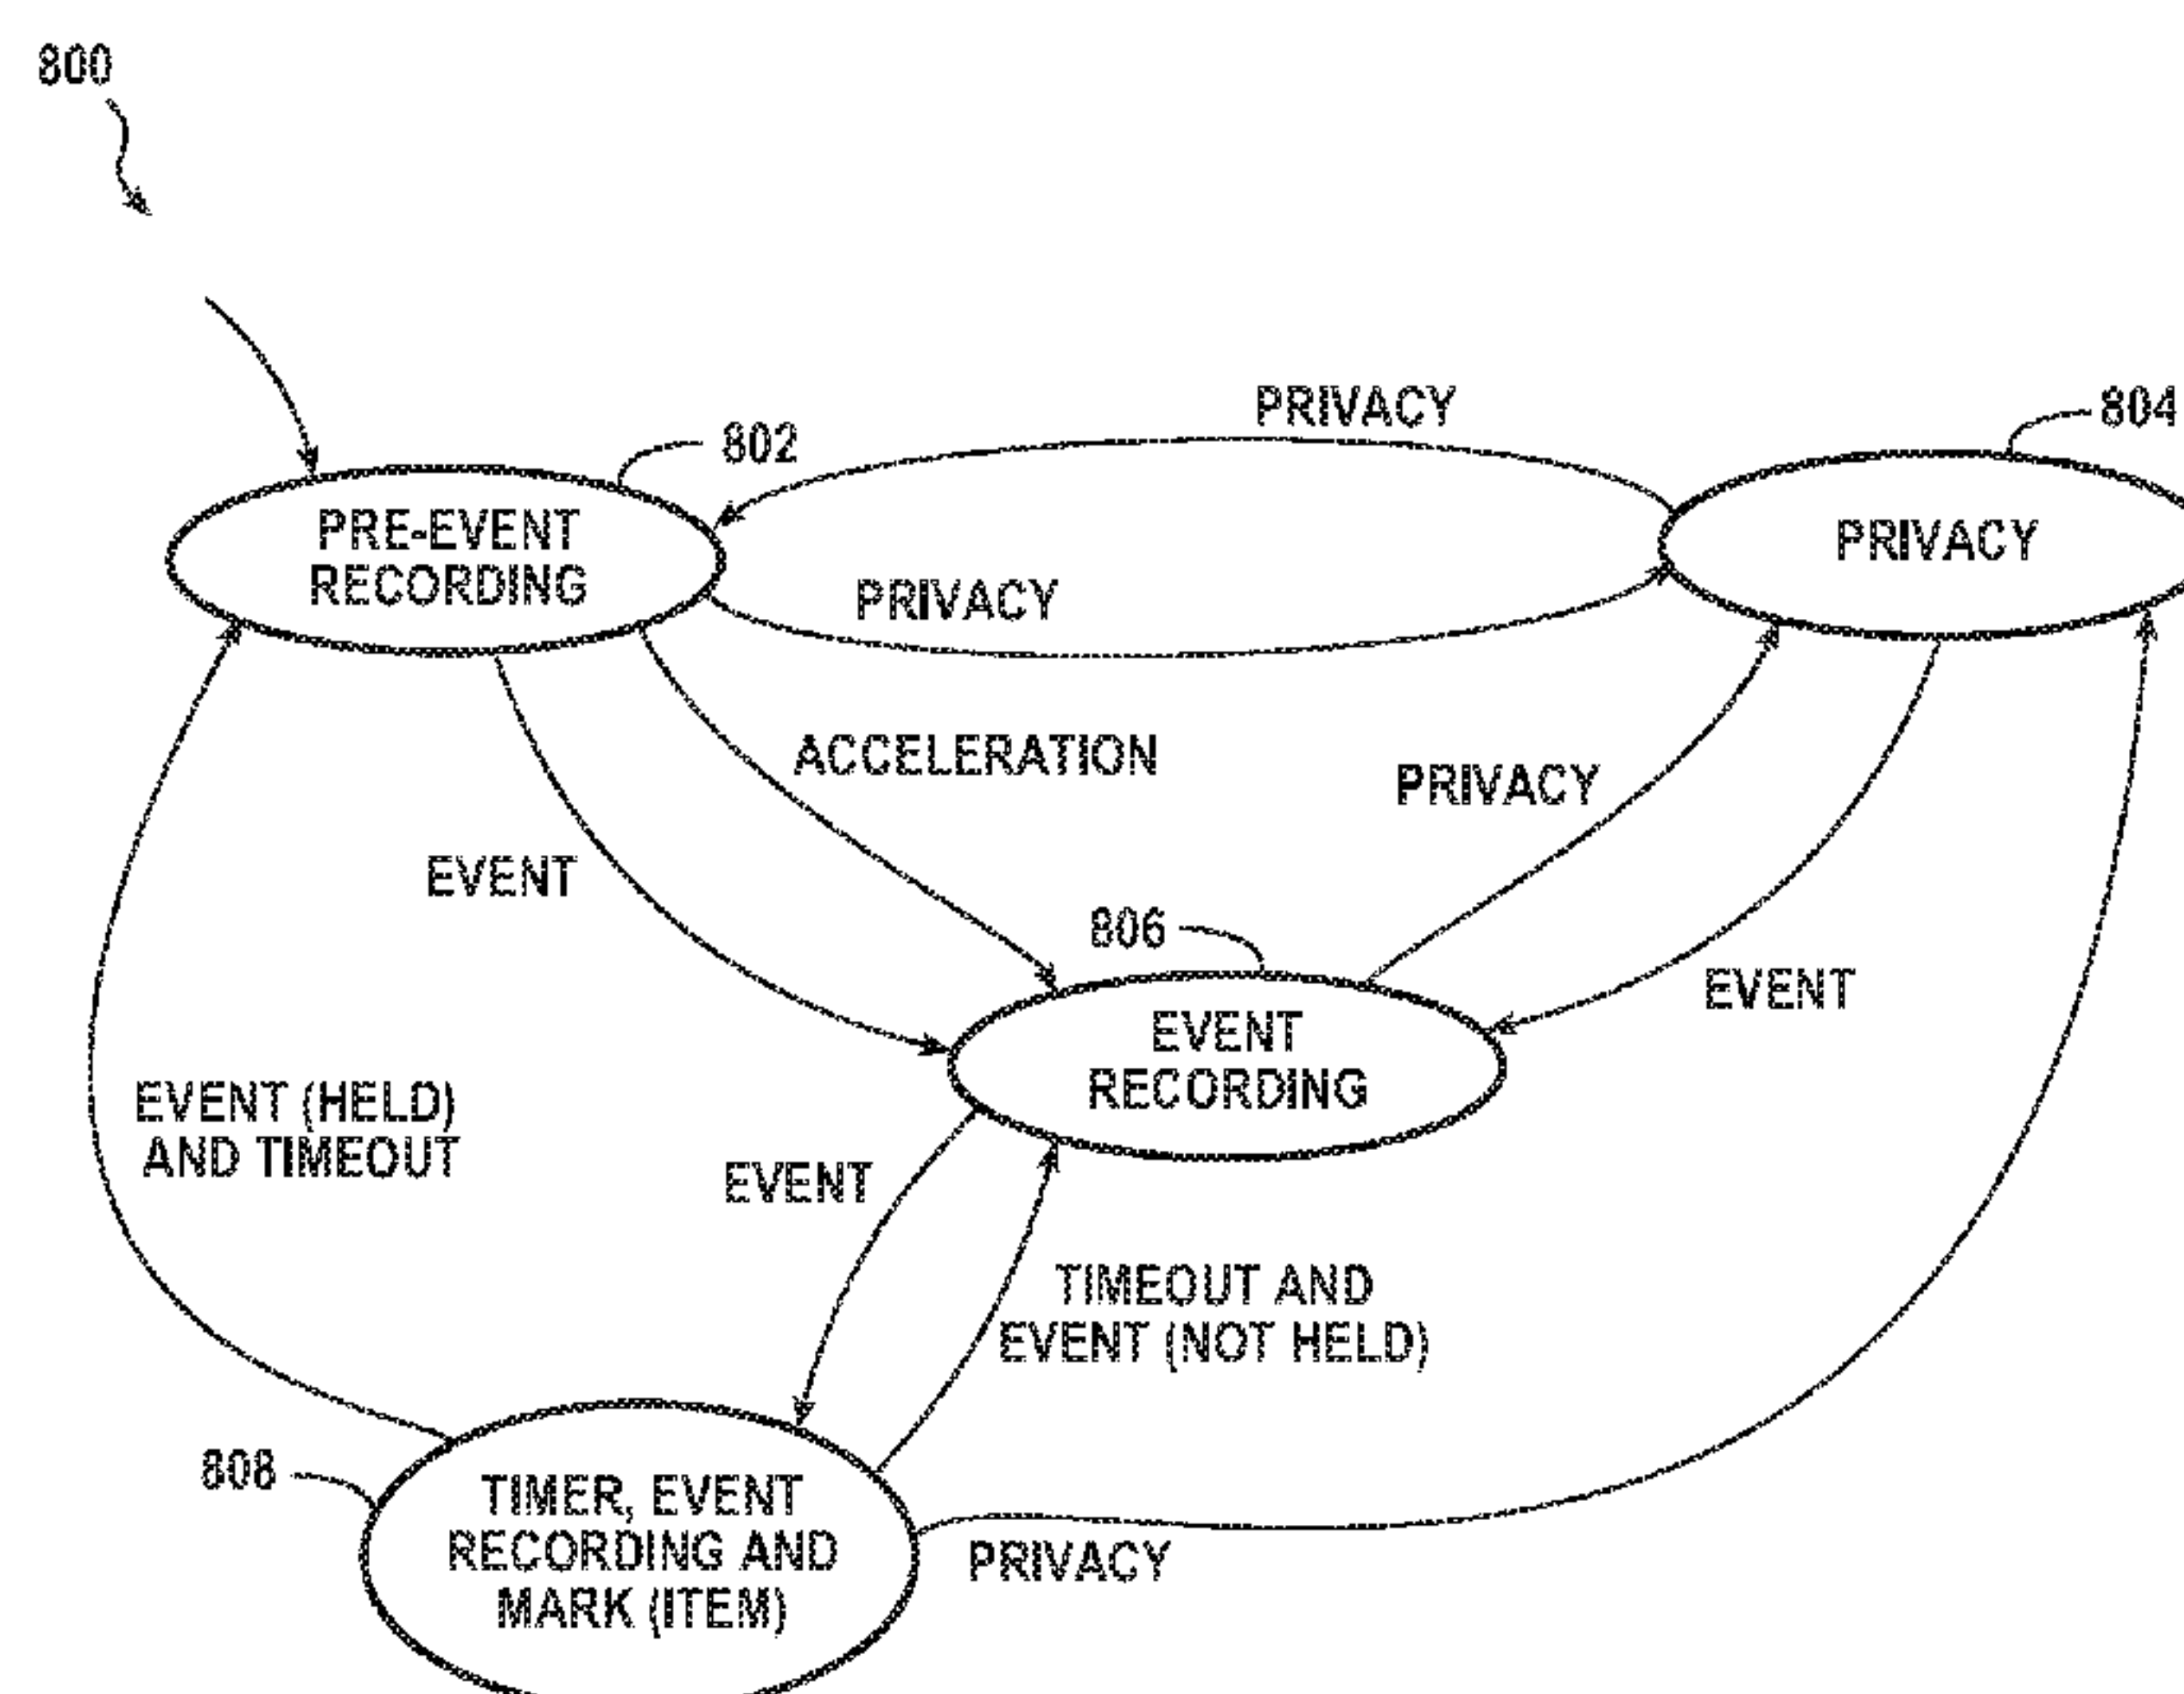 800
PRIVACY
804
802
PRE-EVENT
RECORDING
PRIVACY
PRIVACY
ACCELERATION
PRIVACY
EVENT
806
EVENT
EVENT
RECORDING
EVENT (HELD)
AND TIMEOUT
EVENT
TIMEOUT AND
EVENT (NOT HELD)
808
TIMER, EVENT
RECORDING AND
MARK (ITEM)
PRIVACY